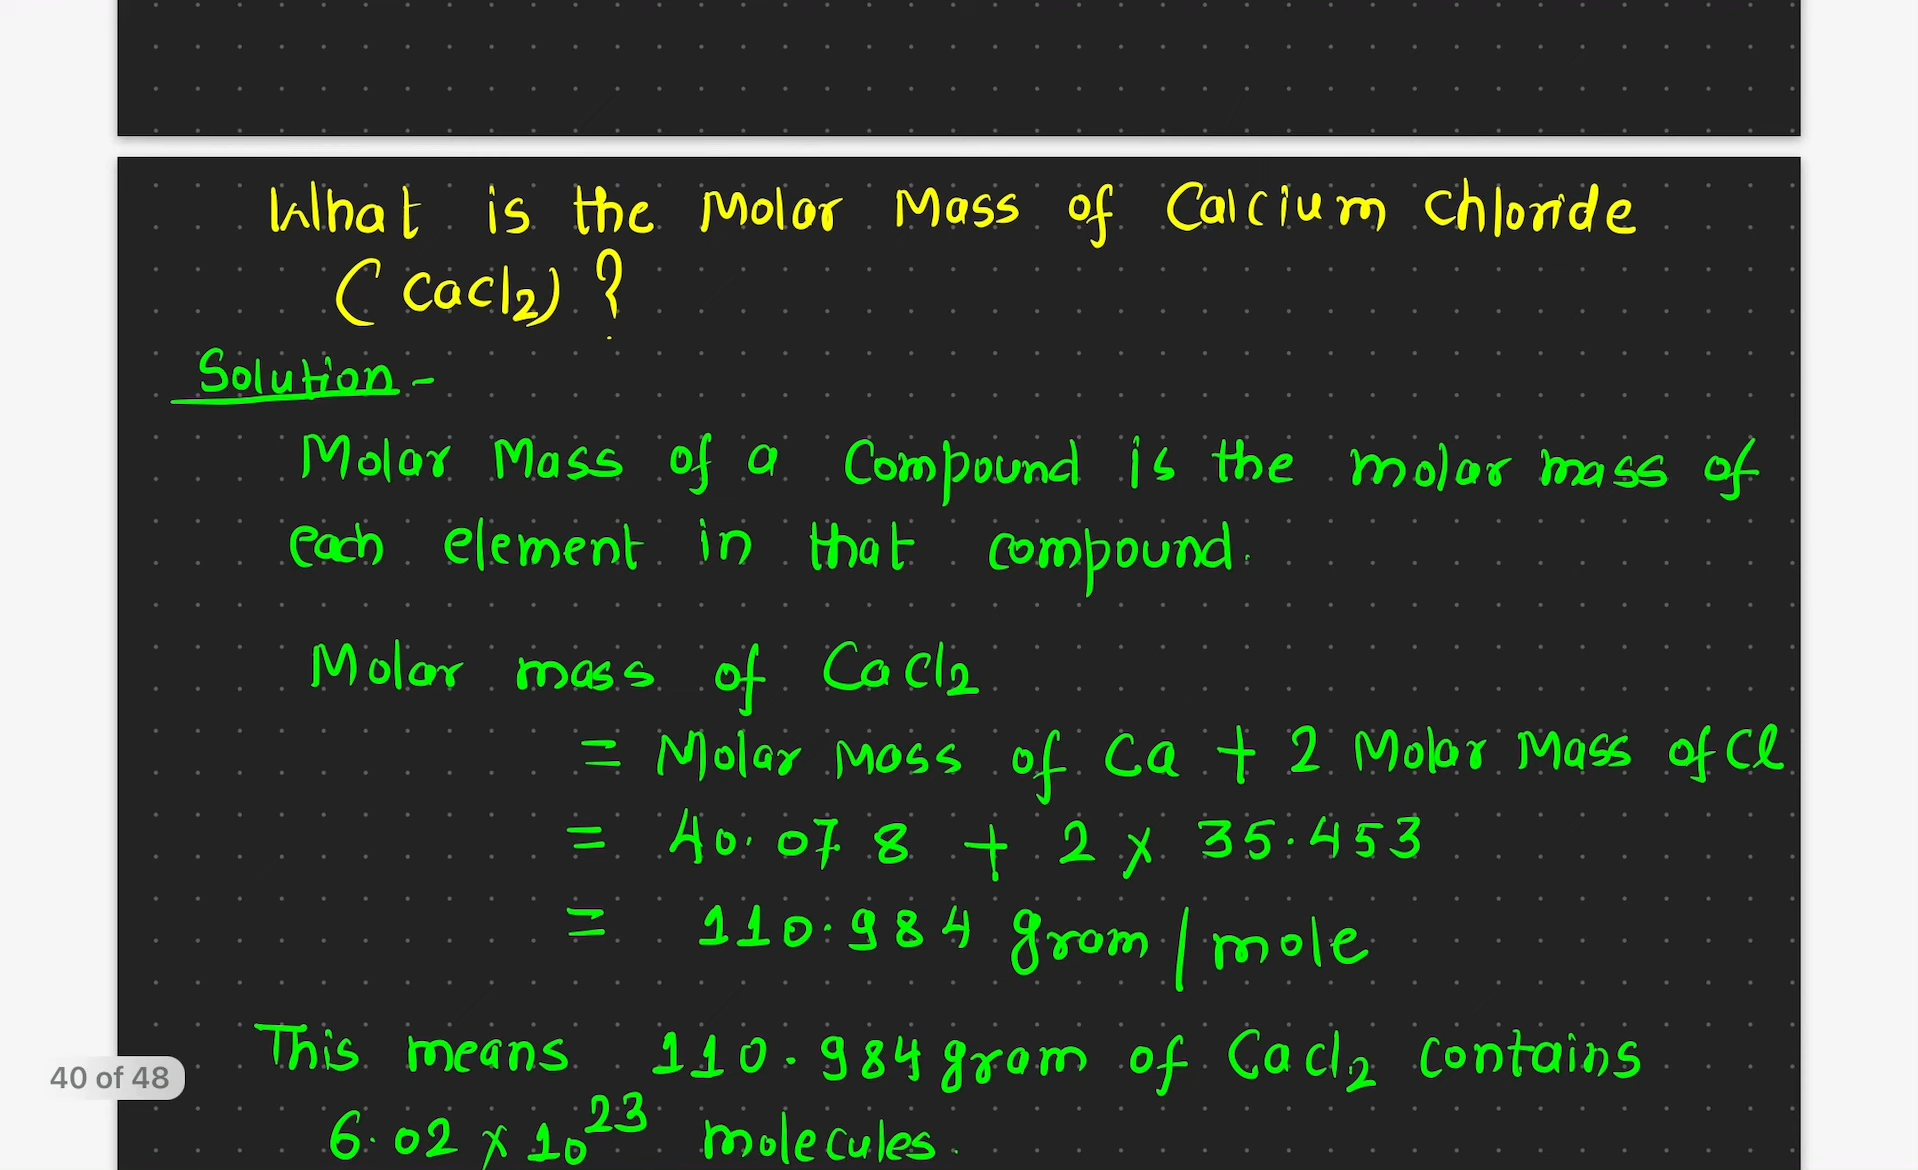 What is the Molar Mass of Calcium Chloride
( CaCl2) ?
Solution -
Molar Mass of a Compound is the molar mass of
each element in that compound.
Molar mass of CaCl2
= Molar Mass of Ca + 2 Molar Mass of Cl
= 40.078 + 2 x 35.453
= 110.984 gram / mole
This means 110.984 gram of CaCl2 contains
40 of 48
6.02 x 10^23 molecules.